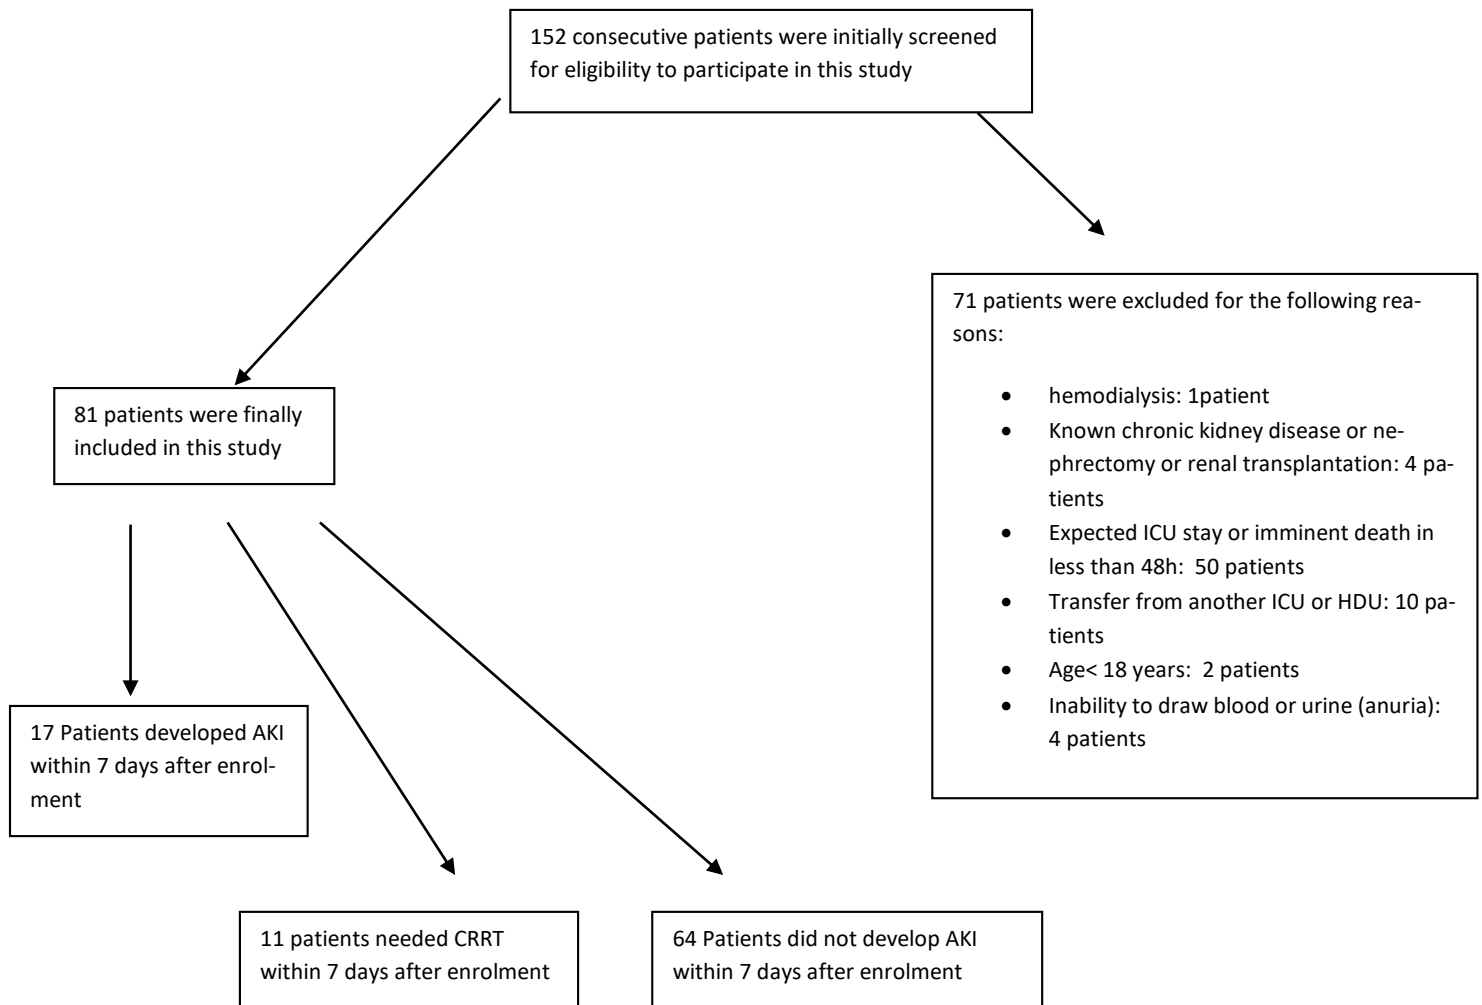 152 consecutive patients were initially screened
for eligibility to participate in this study
71 patients were excluded for the following rea-
sons:
• hemodialysis: 1patient
• Known chronic kidney disease or ne-
phrectomy or renal transplantation: 4 pa-
tients
• Expected ICU stay or imminent death in
less than 48h:  50 patients
• Transfer from another ICU or HDU: 10 pa-
tients
• Age< 18 years:  2 patients
• Inability to draw blood or urine (anuria):
4 patients
81 patients were finally
included in this study
17 Patients developed AKI
within 7 days after enrol-
ment
11 patients needed CRRT
within 7 days after enrolment
64 Patients did not develop AKI
within 7 days after enrolment